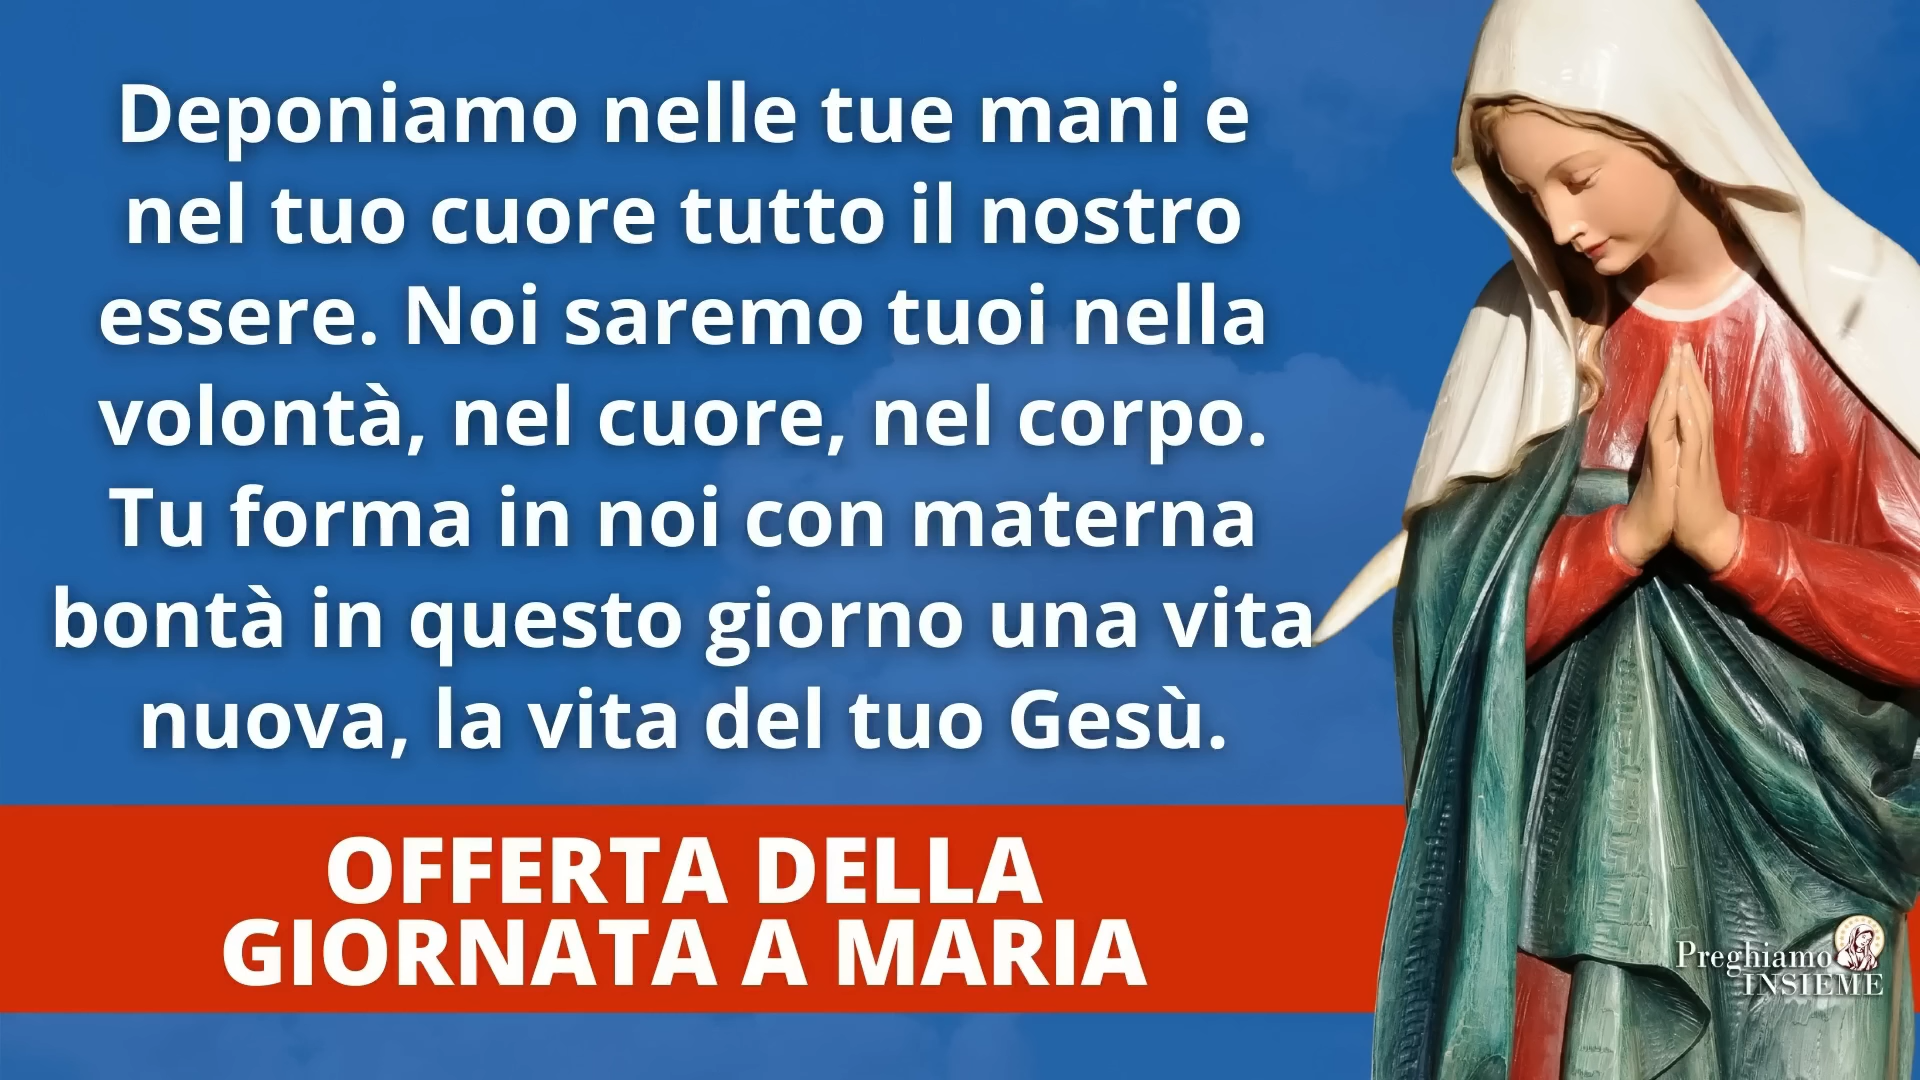 Deponiamo nelle tue mani e
nel tuo cuore tutto il nostro
essere. Noi saremo tuoi nella
volontà, nel cuore, nel corpo.
Tu forma in noi con materna
bontà in questo giorno una vita
nuova, la vita del tuo Gesù.
OFFERTA DELLA
GIORNATA A MARIA
Preghiamo
INSIEME